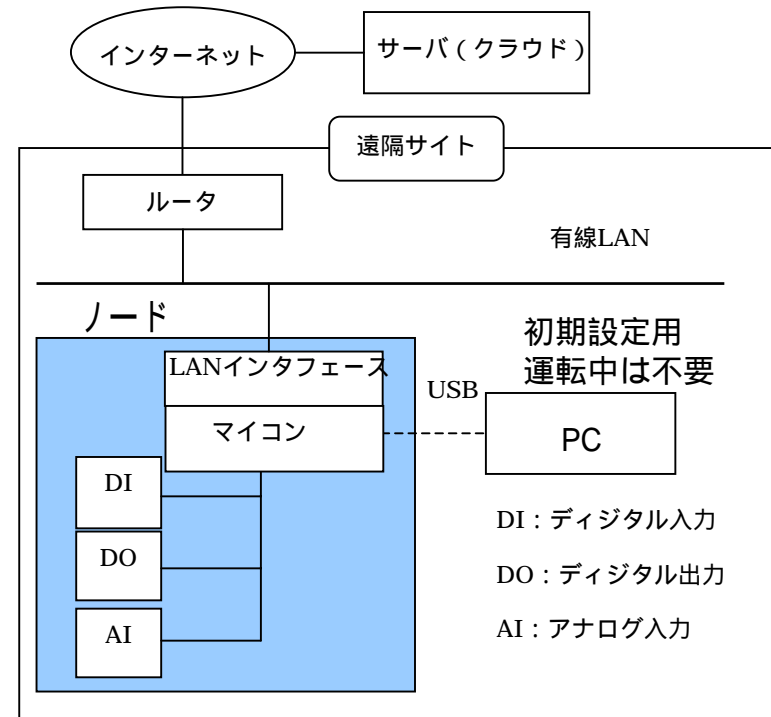 インターネット
サーバ(クラウド)
遠隔サイト
ルータ
有線LAN
ノード
初期設定用
運転中は不要
LANインタフェース
USB
マイコン
PC
DI
DI:ディジタル入力
DO
DO:ディジタル出力
AI
AI:アナログ入力